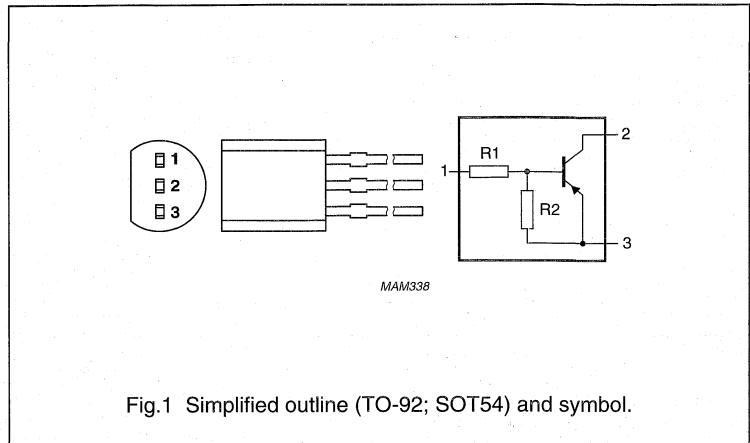 1
2
3
R1
R2
1
2
3
MAM338
Fig.1 Simplified outline (TO-92; SOT54) and symbol.